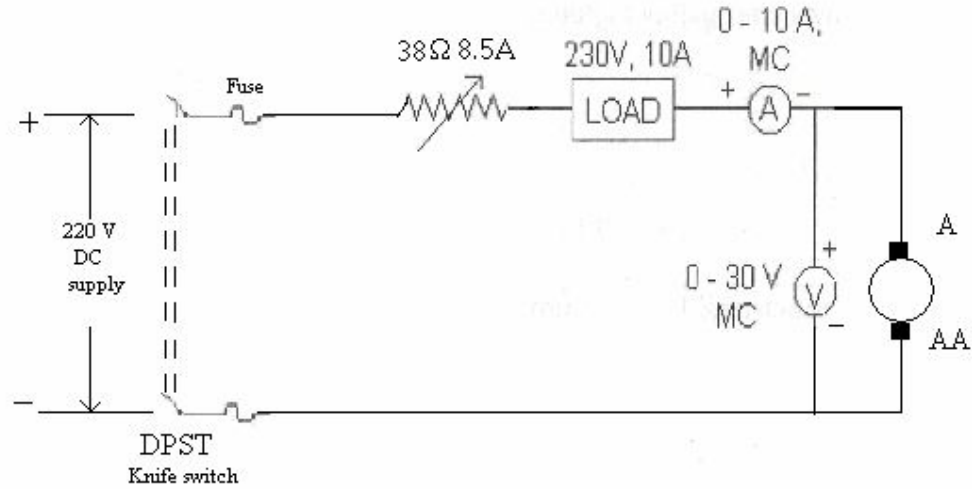 0 - 10 A,
MC
38Ω 8.5A
230V, 10A
Fuse
+
LOAD
+
A
-
220 V
DC
supply
A
+
0 - 30 V
MC
V
-
AA
-
DPST
Knife switch